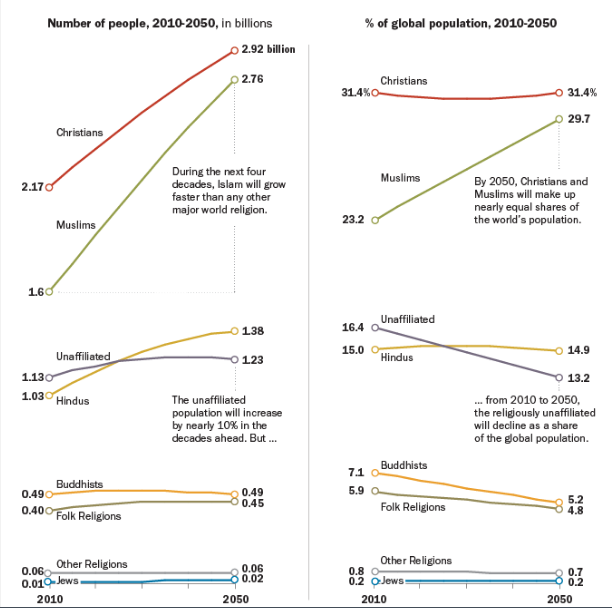 Number of people, 2010-2050, in billions
2.92 billion
2.76
Christians
2.17
During the next four
decades, Islam will grow
faster than any other
major world religion.
Muslims
1.6
1.38
Unaffiliated
1.23
1.13
1.03
Hindus
The unaffiliated
population will increase
by nearly 10% in the
decades ahead. But ...
Buddhists
0.49
0.49
0.45
0.40
Folk Religions
Other Religions
0.06
0.06
0.01
Jews
0.02
2010
2050
% of global population, 2010-2050
Christians
31.4%
31.4%
29.7
Muslims
By 2050, Christians and
Muslims will make up
nearly equal shares of
the world's population.
23.2
Unaffiliated
16.4
15.0
Hindus
14.9
13.2
... from 2010 to 2050,
the religiously unaffiliated
will decline as a share
of the global population.
Buddhists
7.1
5.9
5.2
4.8
Folk Religions
Other Religions
0.8
0.7
0.2
Jews
0.2
2010
2050